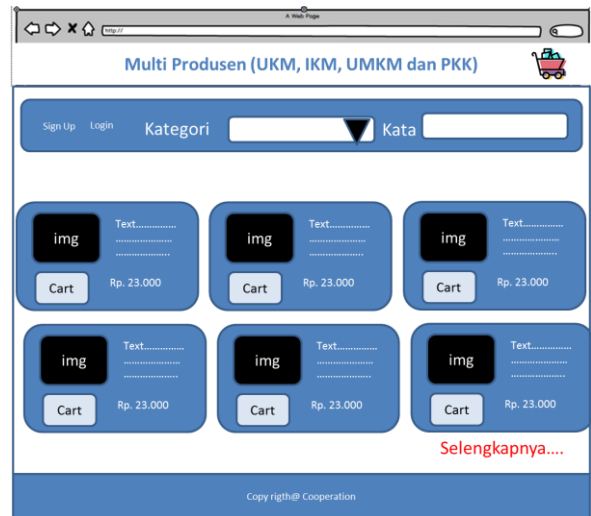 A Web Page
http://
Multi Produsen (UKM, IKM, UMKM dan PKK)
Sign Up Login Kategori Kata
img Text..............
....................
...................
Cart Rp. 23.000
img Text..............
....................
...................
Cart Rp. 23.000
img Text..............
....................
...................
Cart Rp. 23.000
img Text..............
....................
...................
Cart Rp. 23.000
img Text..............
....................
...................
Cart Rp. 23.000
img Text..............
....................
...................
Cart Rp. 23.000
Selengkapnya....
Copy rigth@ Cooperation